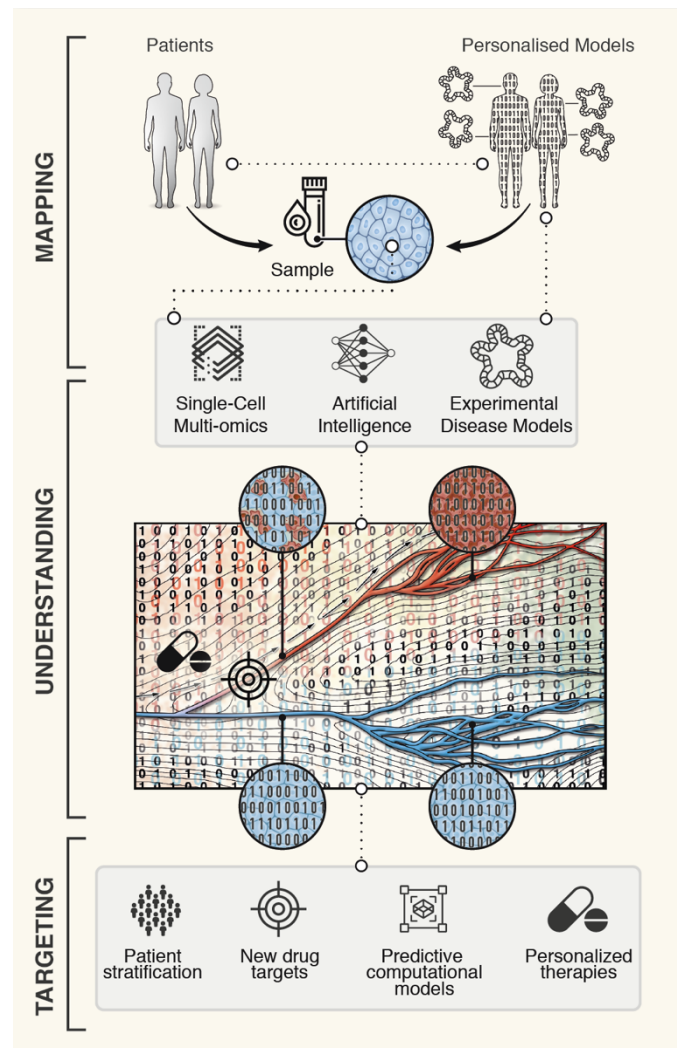 Patients
Personalised Models
MAPPING
Sample
Single-Cell
Multi-omics
Artificial
Intelligence
Experimental
Disease Models
UNDERSTANDING
TARGETING
Patient
stratification
New drug
targets
Predictive
computational
models
Personalized
therapies